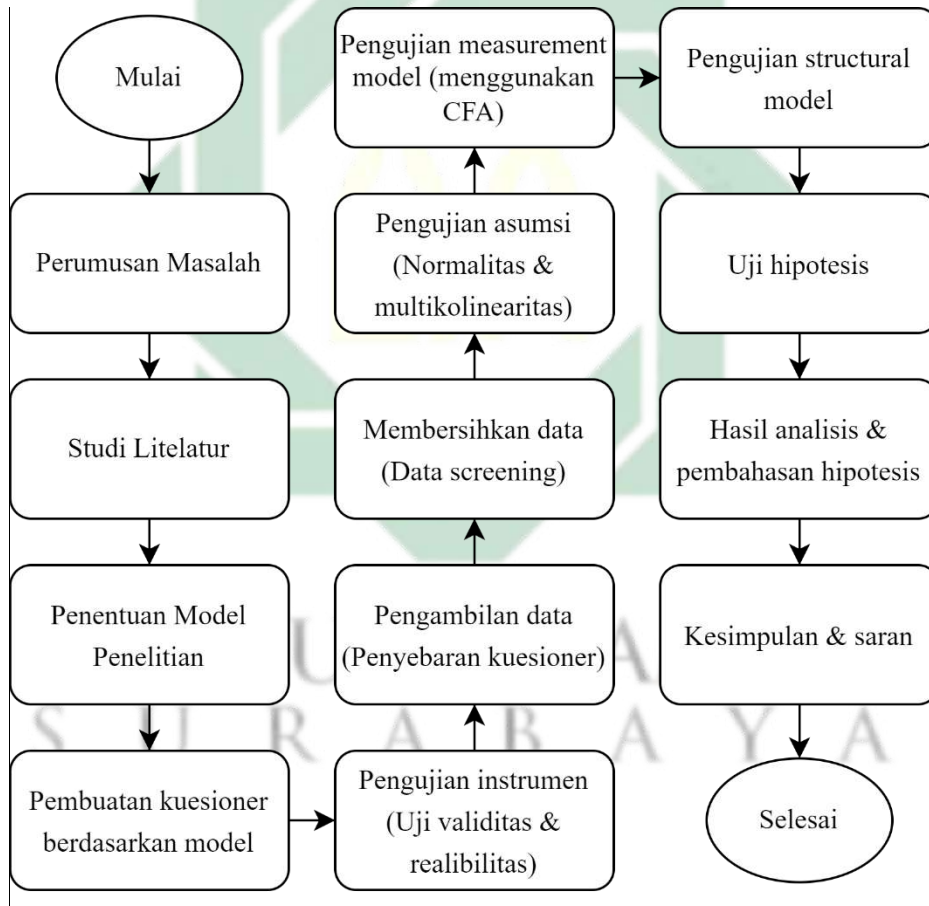 Mulai
Perumusan Masalah
Studi Litelatur
Penentuan Model
Penelitian
Pembuatan kuesioner
berdasarkan model
Pengujian instrumen
(Uji validitas &
realibilitas)
Pengambilan data
(Penyebaran kuesioner)
Membersihkan data
(Data screening)
Pengujian asumsi
(Normalitas &
multikolinearitas)
Pengujian measurement
model (menggunakan
CFA)
Pengujian structural
model
Uji hipotesis
Hasil analisis &
pembahasan hipotesis
Kesimpulan & saran
Selesai
SURABAYA